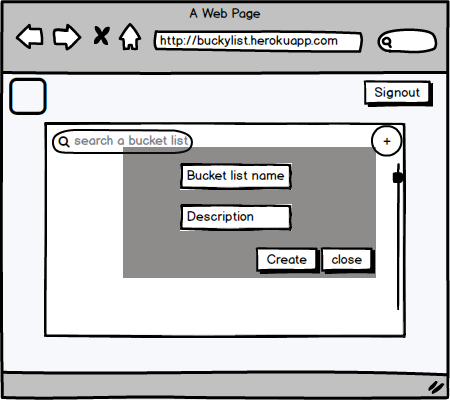 A Web Page
http://buckylist.herokuapp.com
Signout
search a bucket list
+
Bucket list name
Description
Create close